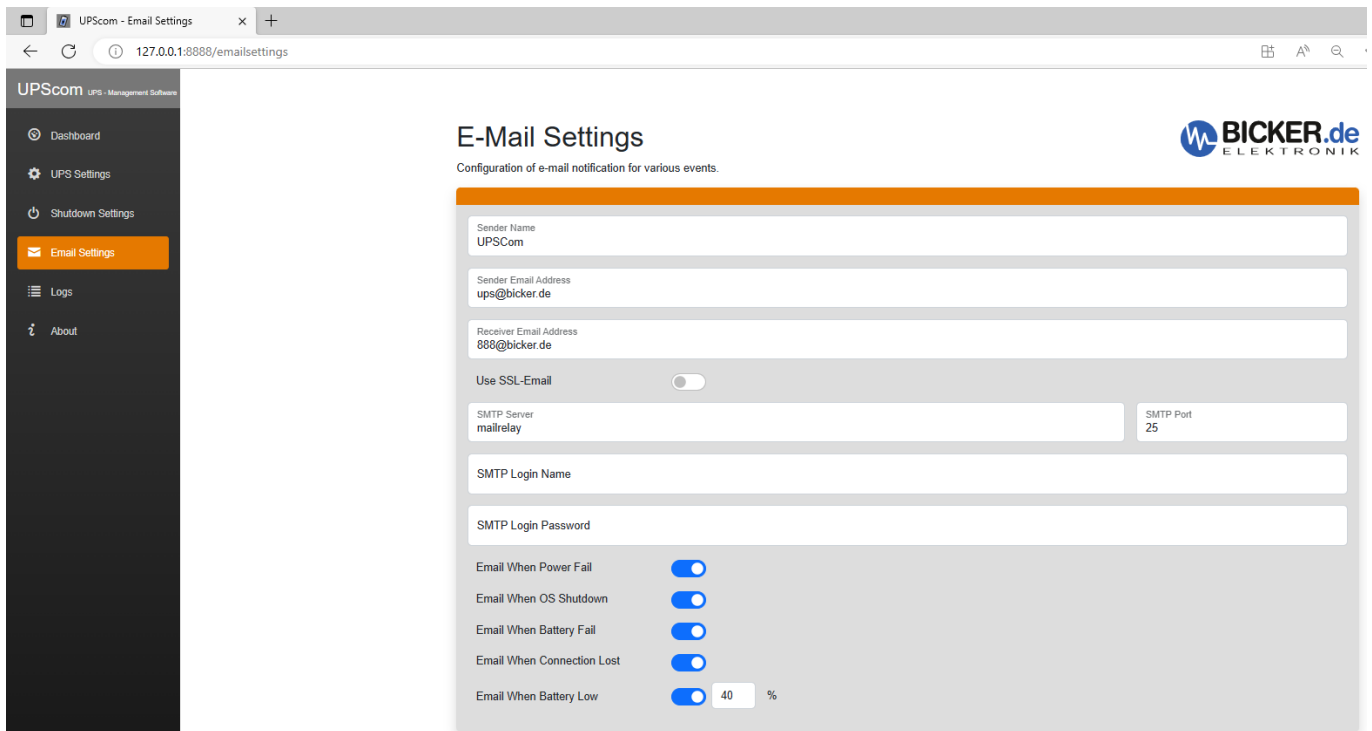 UPScom - Email Settings
127.0.0.1:8888/emailsettings
UPScom UPS - Management Software
Dashboard
UPS Settings
Shutdown Settings
Email Settings
Logs
About
E-Mail Settings
BICKER.de
ELEKTRONIK
Configuration of e-mail notification for various events.
Sender Name
UPSCom
Sender Email Address
ups@bicker.de
Receiver Email Address
888@bicker.de
Use SSL-Email
SMTP Server
mailrelay
SMTP Port
25
SMTP Login Name
SMTP Login Password
Email When Power Fail
Email When OS Shutdown
Email When Battery Fail
Email When Connection Lost
Email When Battery Low 40 %